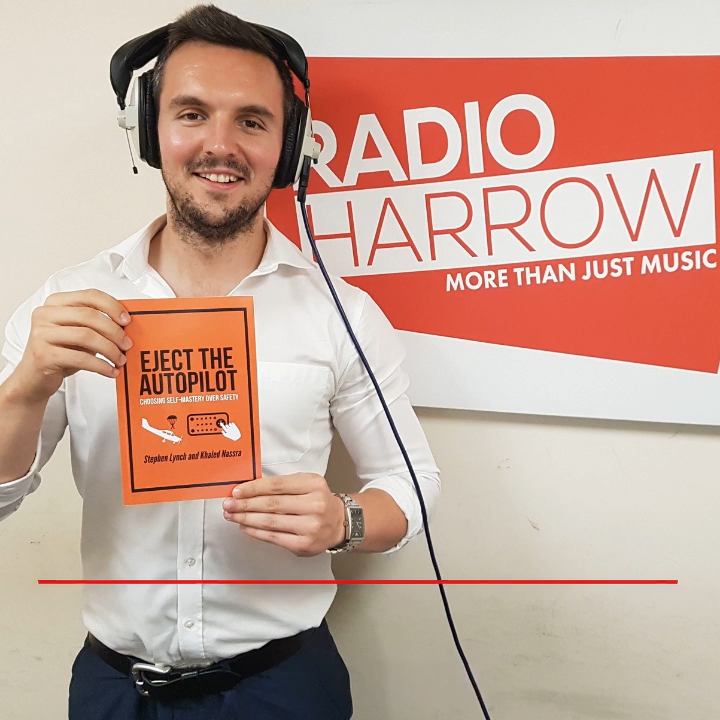 RADIO
HARROW
MORE THAN JUST MUSIC
EJECT THE
AUTOPILOT
CHOOSING SELF-MASTERY OVER SAFETY
Stephen Lynch and Khaled Nassra